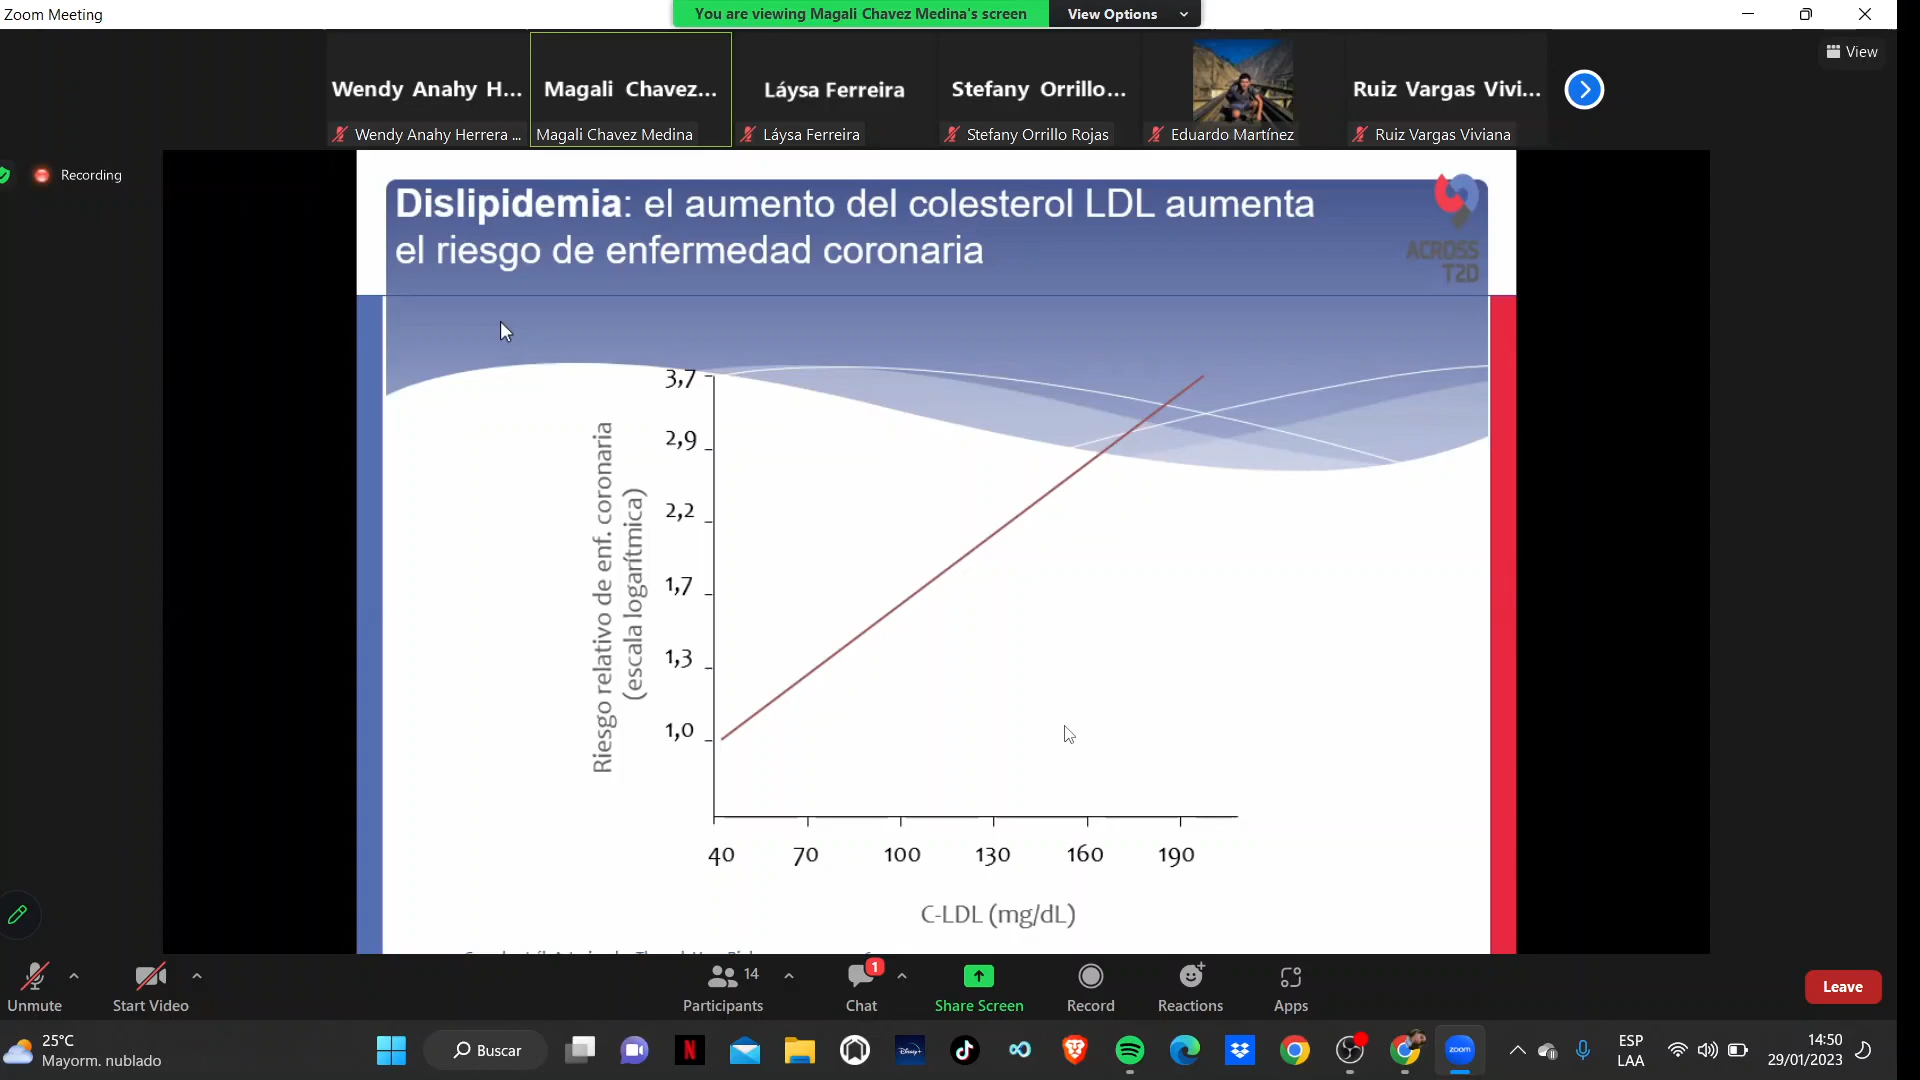 Zoom Meeting
You are viewing Magali Chavez Medina's screen
View Options
View
Wendy Anahy H...
Magali Chavez...
Láysa Ferreira
Stefany Orrillo...
Ruiz Vargas Vivi...
Wendy Anahy Herrera ...
Magali Chavez Medina
Láysa Ferreira
Stefany Orrillo Rojas
Eduardo Martínez
Ruiz Vargas Viviana
Recording
Dislipidemia: el aumento del colesterol LDL aumenta
el riesgo de enfermedad coronaria
ACROSS
T2D
Riesgo relativo de enf. coronaria
(escala logarítmica)
3,7
2,9
2,2
1,7
1,3
1,0
40 70 100 130 160 190
C-LDL (mg/dL)
Unmute
Start Video
14
Participants
1
Chat
Share Screen
Record
Reactions
Apps
Leave
25°C
Mayorm. nublado
Buscar
N
Disney+
zoom
ESP
LAA
14:50
29/01/2023